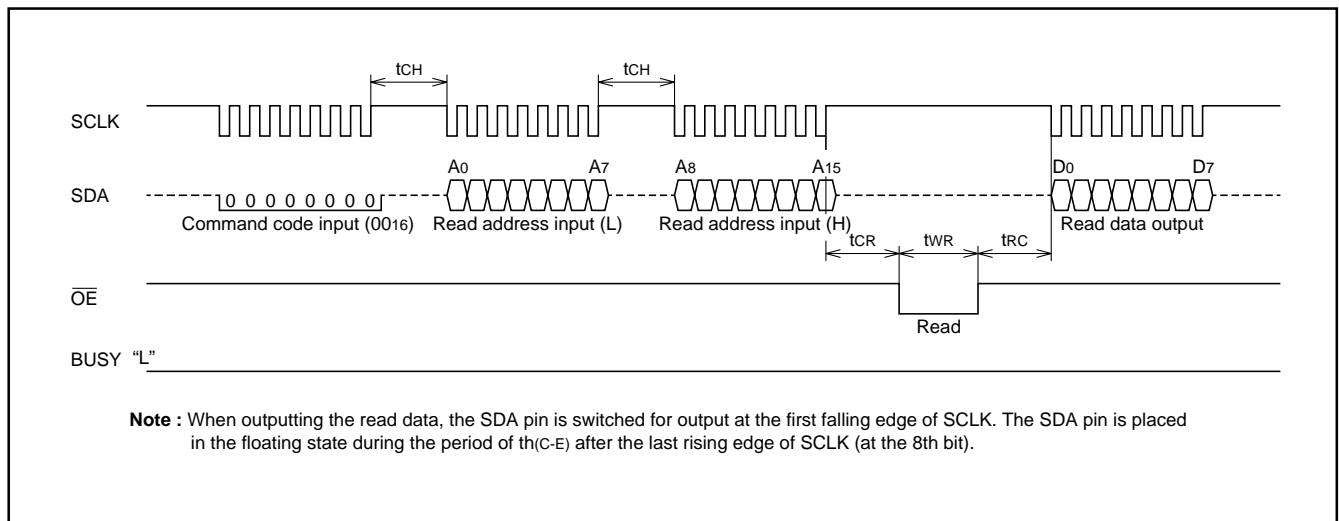 tCH tCH
SCLK
A0 A7 A8 A15 D0 D7
SDA
0 0 0 0 0 0 0 0
Command code input (0016) Read address input (L) Read address input (H) Read data output
tCR tWR tRC
OE
Read
BUSY “L”
Note : When outputting the read data, the SDA pin is switched for output at the first falling edge of SCLK. The SDA pin is placed
in the floating state during the period of th(C-E) after the last rising edge of SCLK (at the 8th bit).